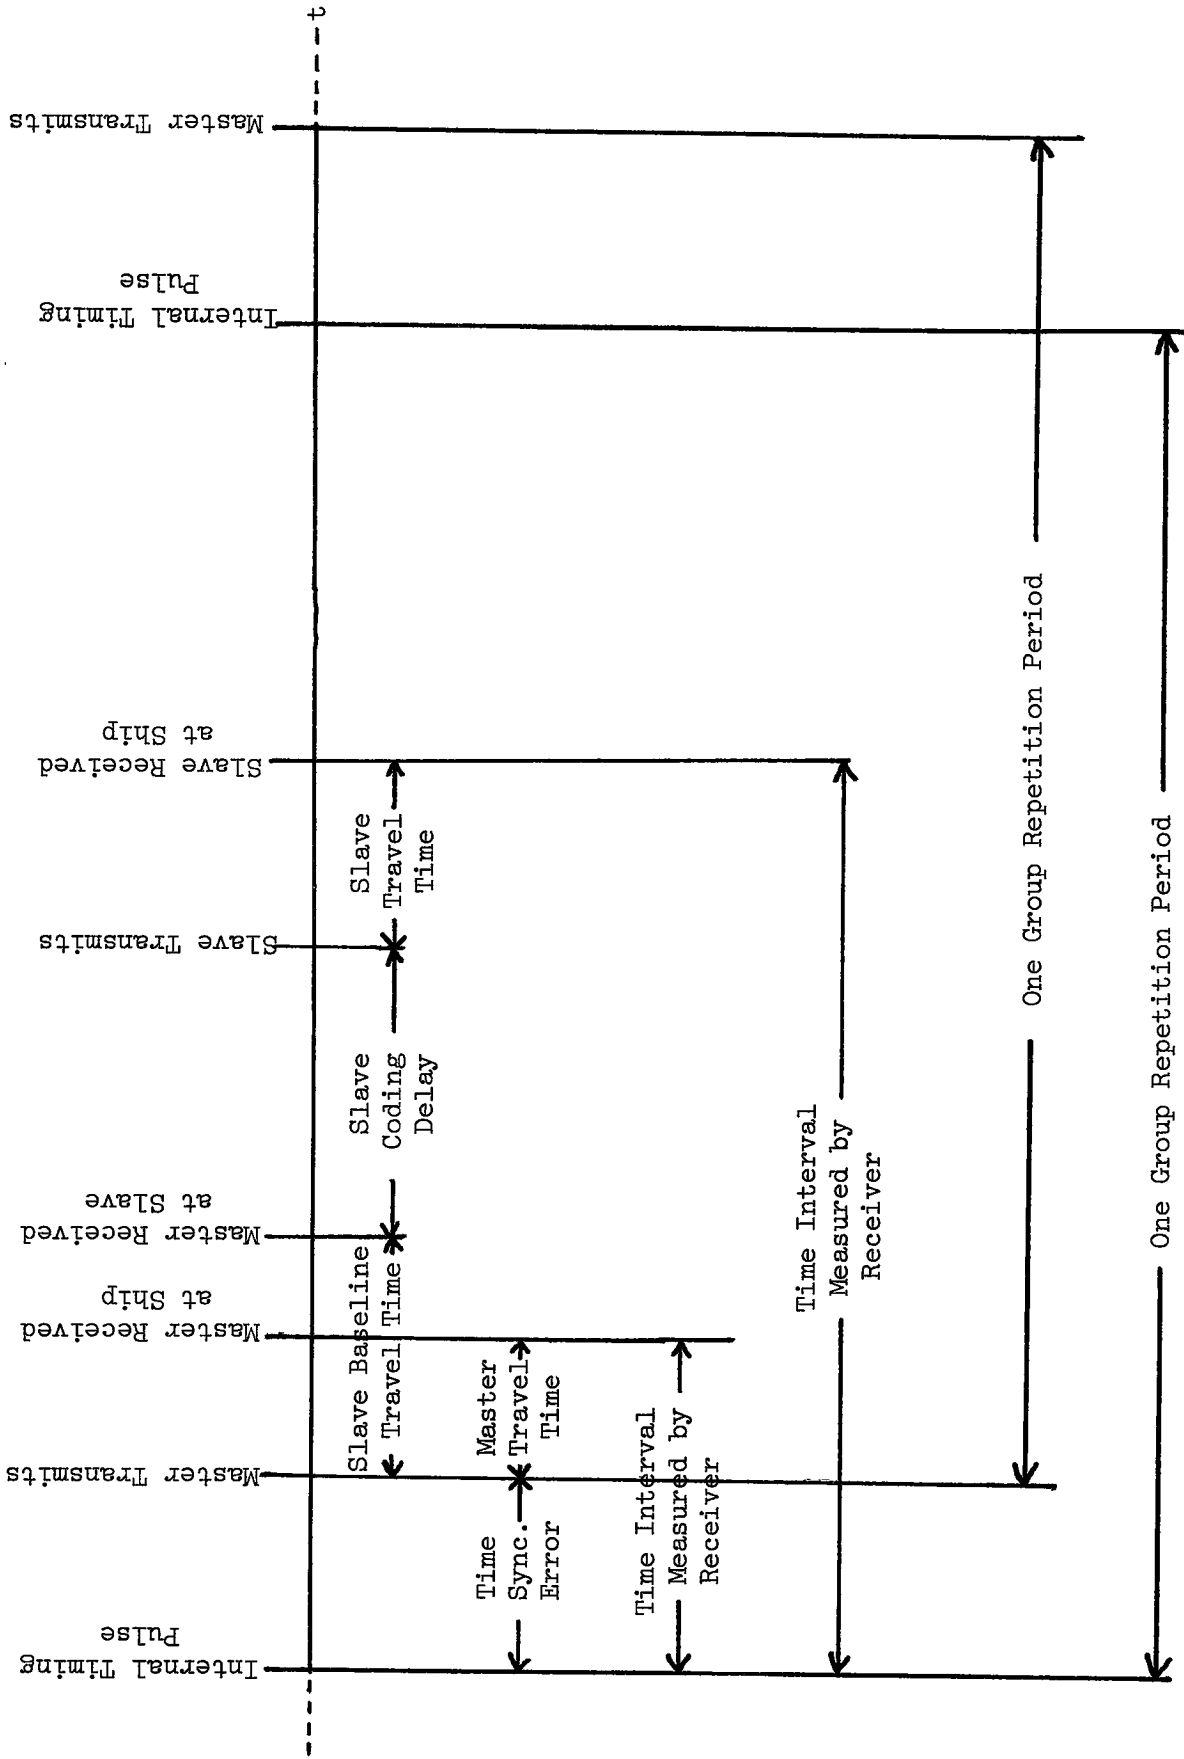 t
Internal Timing
Pulse
Master Transmits
Master Received
at Ship
Master Received
at Slave
Slave Transmits
Slave Received
at Ship
Internal Timing
Pulse
Master Transmits
Slave Baseline
Travel Time
Slave
Coding
Delay
Slave
Travel
Time
Time
Sync.
Error
Master
Travel
Time
Time Interval
Measured by
Receiver
Time Interval
Measured by
Receiver
One Group Repetition Period
One Group Repetition Period